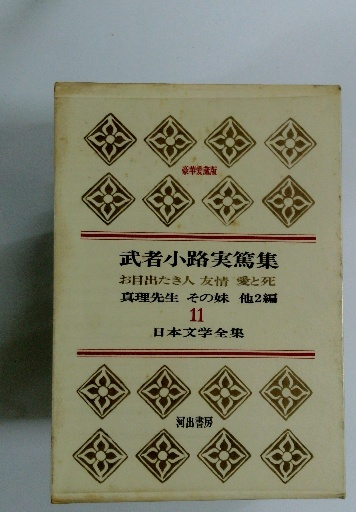 豪華愛蔵版
武者小路実篤集
お目出たき人 友情 愛と死
真理先生 その妹 他2編
11
日本文学全集
河出書房